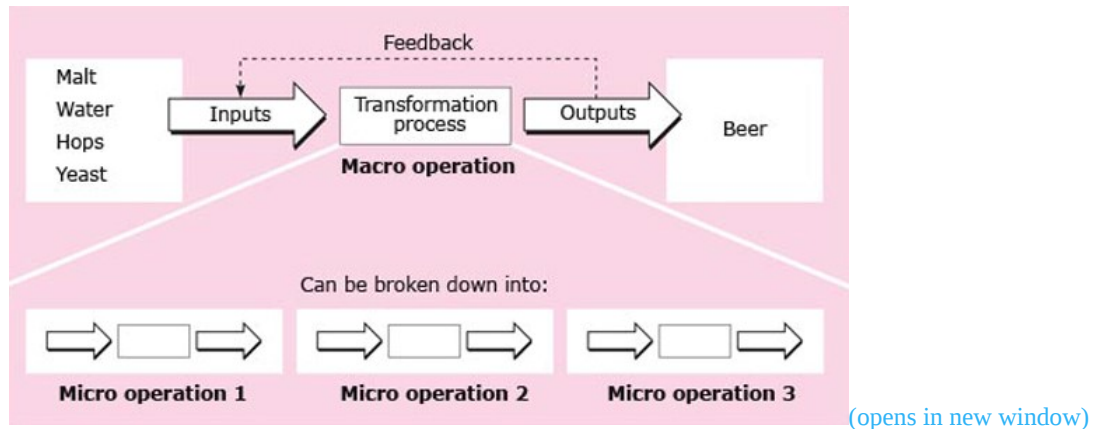 Feedback
Malt
Water
Hops
Yeast
Inputs
Transformation
process
Outputs
Beer
Macro operation
Can be broken down into:
Micro operation 1
Micro operation 2
Micro operation 3
(opens in new window)